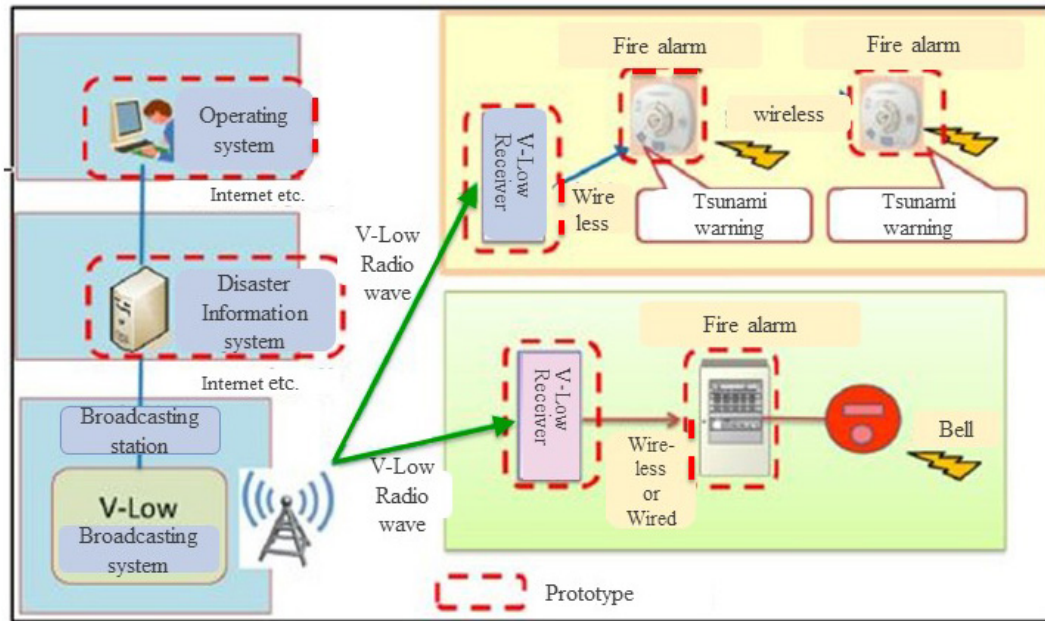 Operating
system
Internet etc.
Disaster
Information
system
Internet etc.
Broadcasting
station
V-Low
Broadcasting
system
V-Low
Radio
wave
V-Low
Radio
wave
Fire alarm
Fire alarm
V-Low
Receiver
Wire
less
wireless
Tsunami
warning
Tsunami
warning
Fire alarm
V-Low
Receiver
Wire-
less
or
Wired
Bell
Prototype